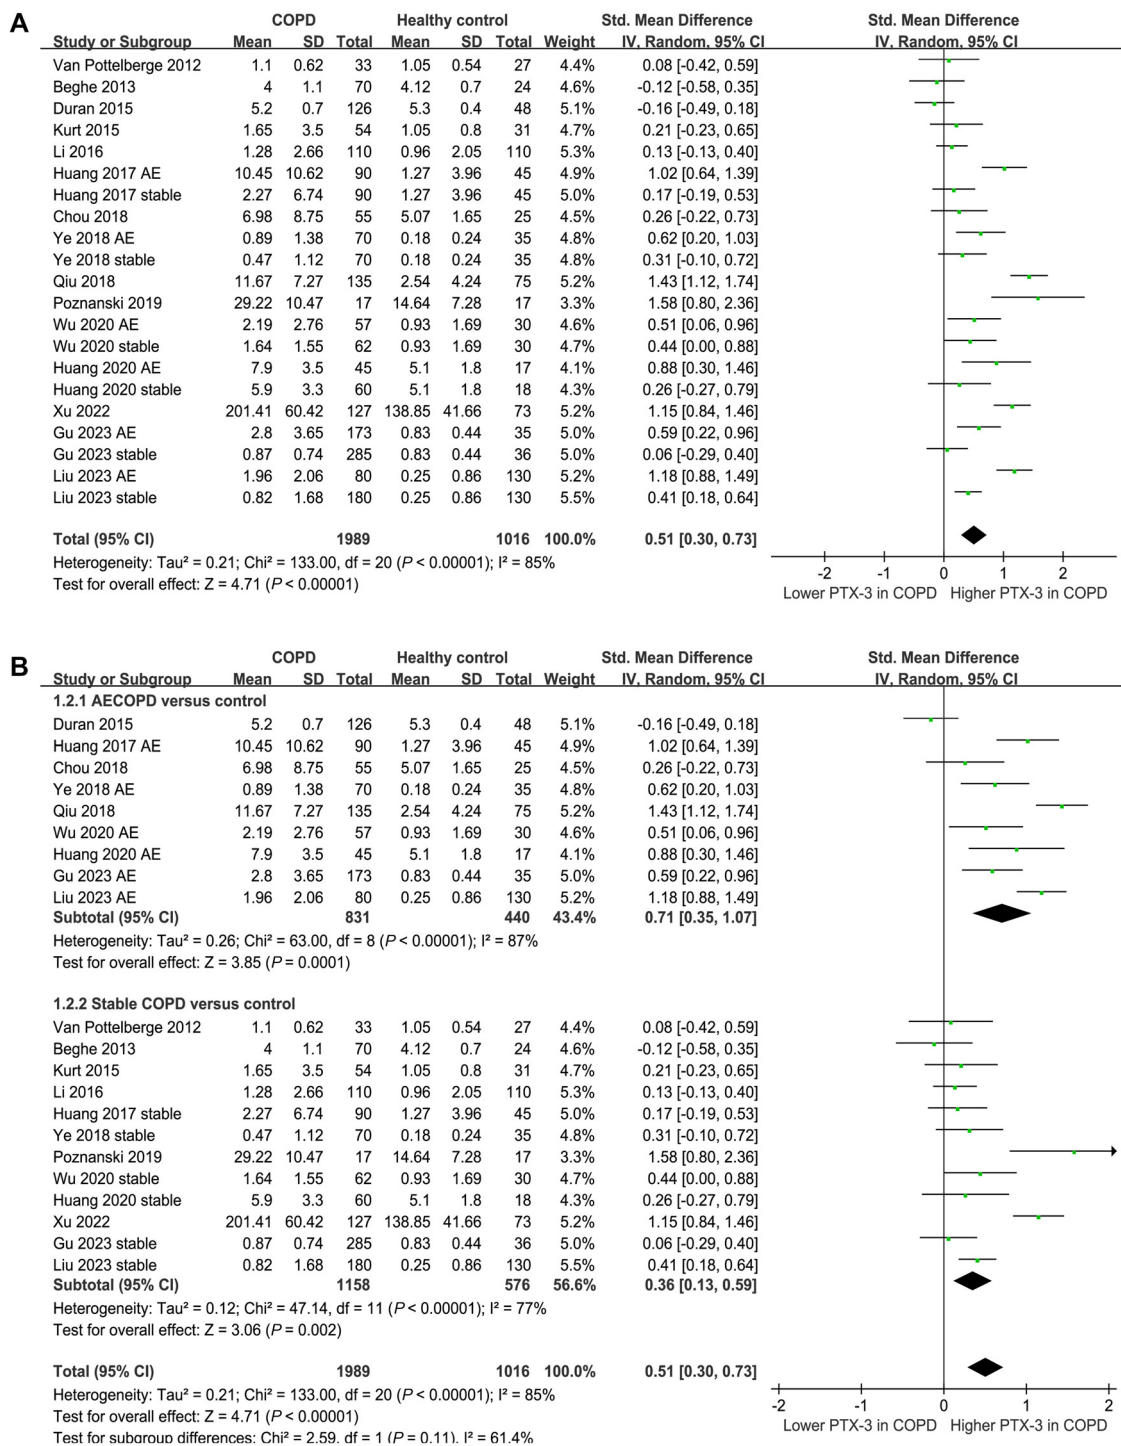 A
COPD Healthy control Std. Mean Difference Std. Mean Difference
Study or Subgroup Mean SD Total Mean SD Total Weight IV, Random, 95% CI IV, Random, 95% CI
Van Pottelberge 2012 1.1 0.62 33 1.05 0.54 27 4.4% 0.08 [-0.42, 0.59]
Beghe 2013 4 1.1 70 4.12 0.7 24 4.6% -0.12 [-0.58, 0.35]
Duran 2015 5.2 0.7 126 5.3 0.4 48 5.1% -0.16 [-0.49, 0.18]
Kurt 2015 1.65 3.5 54 1.05 0.8 31 4.7% 0.21 [-0.23, 0.65]
Li 2016 1.28 2.66 110 0.96 2.05 110 5.3% 0.13 [-0.13, 0.40]
Huang 2017 AE 10.45 10.62 90 1.27 3.96 45 4.9% 1.02 [0.64, 1.39]
Huang 2017 stable 2.27 6.74 90 1.27 3.96 45 5.0% 0.17 [-0.19, 0.53]
Chou 2018 6.98 8.75 55 5.07 1.65 25 4.5% 0.26 [-0.22, 0.73]
Ye 2018 AE 0.89 1.38 70 0.18 0.24 35 4.8% 0.62 [0.20, 1.03]
Ye 2018 stable 0.47 1.12 70 0.18 0.24 35 4.8% 0.31 [-0.10, 0.72]
Qiu 2018 11.67 7.27 135 2.54 4.24 75 5.2% 1.43 [1.12, 1.74]
Poznanski 2019 29.22 10.47 17 14.64 7.28 17 3.3% 1.58 [0.80, 2.36]
Wu 2020 AE 2.19 2.76 57 0.93 1.69 30 4.6% 0.51 [0.06, 0.96]
Wu 2020 stable 1.64 1.55 62 0.93 1.69 30 4.7% 0.44 [0.00, 0.88]
Huang 2020 AE 7.9 3.5 45 5.1 1.8 17 4.1% 0.88 [0.30, 1.46]
Huang 2020 stable 5.9 3.3 60 5.1 1.8 18 4.3% 0.26 [-0.27, 0.79]
Xu 2022 201.41 60.42 127 138.85 41.66 73 5.2% 1.15 [0.84, 1.46]
Gu 2023 AE 2.8 3.65 173 0.83 0.44 35 5.0% 0.59 [0.22, 0.96]
Gu 2023 stable 0.87 0.74 285 0.83 0.44 36 5.0% 0.06 [-0.29, 0.40]
Liu 2023 AE 1.96 2.06 80 0.25 0.86 130 5.2% 1.18 [0.88, 1.49]
Liu 2023 stable 0.82 1.68 180 0.25 0.86 130 5.5% 0.41 [0.18, 0.64]
Total (95% CI) 1989 1016 100.0% 0.51 [0.30, 0.73]
Heterogeneity: Tau² = 0.21; Chi² = 133.00, df = 20 (P < 0.00001); I² = 85%
Test for overall effect: Z = 4.71 (P < 0.00001)
-2 -1 0 1 2
Lower PTX-3 in COPD Higher PTX-3 in COPD
B
COPD Healthy control Std. Mean Difference Std. Mean Difference
Study or Subgroup Mean SD Total Mean SD Total Weight IV, Random, 95% CI IV, Random, 95% CI
1.2.1 AECOPD versus control
Duran 2015 5.2 0.7 126 5.3 0.4 48 5.1% -0.16 [-0.49, 0.18]
Huang 2017 AE 10.45 10.62 90 1.27 3.96 45 4.9% 1.02 [0.64, 1.39]
Chou 2018 6.98 8.75 55 5.07 1.65 25 4.5% 0.26 [-0.22, 0.73]
Ye 2018 AE 0.89 1.38 70 0.18 0.24 35 4.8% 0.62 [0.20, 1.03]
Qiu 2018 11.67 7.27 135 2.54 4.24 75 5.2% 1.43 [1.12, 1.74]
Wu 2020 AE 2.19 2.76 57 0.93 1.69 30 4.6% 0.51 [0.06, 0.96]
Huang 2020 AE 7.9 3.5 45 5.1 1.8 17 4.1% 0.88 [0.30, 1.46]
Gu 2023 AE 2.8 3.65 173 0.83 0.44 35 5.0% 0.59 [0.22, 0.96]
Liu 2023 AE 1.96 2.06 80 0.25 0.86 130 5.2% 1.18 [0.88, 1.49]
Subtotal (95% CI) 831 440 43.4% 0.71 [0.35, 1.07]
Heterogeneity: Tau² = 0.26; Chi² = 63.00, df = 8 (P < 0.00001); I² = 87%
Test for overall effect: Z = 3.85 (P = 0.0001)
1.2.2 Stable COPD versus control
Van Pottelberge 2012 1.1 0.62 33 1.05 0.54 27 4.4% 0.08 [-0.42, 0.59]
Beghe 2013 4 1.1 70 4.12 0.7 24 4.6% -0.12 [-0.58, 0.35]
Kurt 2015 1.65 3.5 54 1.05 0.8 31 4.7% 0.21 [-0.23, 0.65]
Li 2016 1.28 2.66 110 0.96 2.05 110 5.3% 0.13 [-0.13, 0.40]
Huang 2017 stable 2.27 6.74 90 1.27 3.96 45 5.0% 0.17 [-0.19, 0.53]
Ye 2018 stable 0.47 1.12 70 0.18 0.24 35 4.8% 0.31 [-0.10, 0.72]
Poznanski 2019 29.22 10.47 17 14.64 7.28 17 3.3% 1.58 [0.80, 2.36]
Wu 2020 stable 1.64 1.55 62 0.93 1.69 30 4.7% 0.44 [0.00, 0.88]
Huang 2020 stable 5.9 3.3 60 5.1 1.8 18 4.3% 0.26 [-0.27, 0.79]
Xu 2022 201.41 60.42 127 138.85 41.66 73 5.2% 1.15 [0.84, 1.46]
Gu 2023 stable 0.87 0.74 285 0.83 0.44 36 5.0% 0.06 [-0.29, 0.40]
Liu 2023 stable 0.82 1.68 180 0.25 0.86 130 5.5% 0.41 [0.18, 0.64]
Subtotal (95% CI) 1158 576 56.6% 0.36 [0.13, 0.59]
Heterogeneity: Tau² = 0.12; Chi² = 47.14, df = 11 (P < 0.00001); I² = 77%
Test for overall effect: Z = 3.06 (P = 0.002)
Total (95% CI) 1989 1016 100.0% 0.51 [0.30, 0.73]
Heterogeneity: Tau² = 0.21; Chi² = 133.00, df = 20 (P < 0.00001); I² = 85%
Test for overall effect: Z = 4.71 (P < 0.00001)
Test for subgroup differences: Chi² = 2.59, df = 1 (P = 0.11), I² = 61.4%
-2 -1 0 1 2
Lower PTX-3 in COPD Higher PTX-3 in COPD